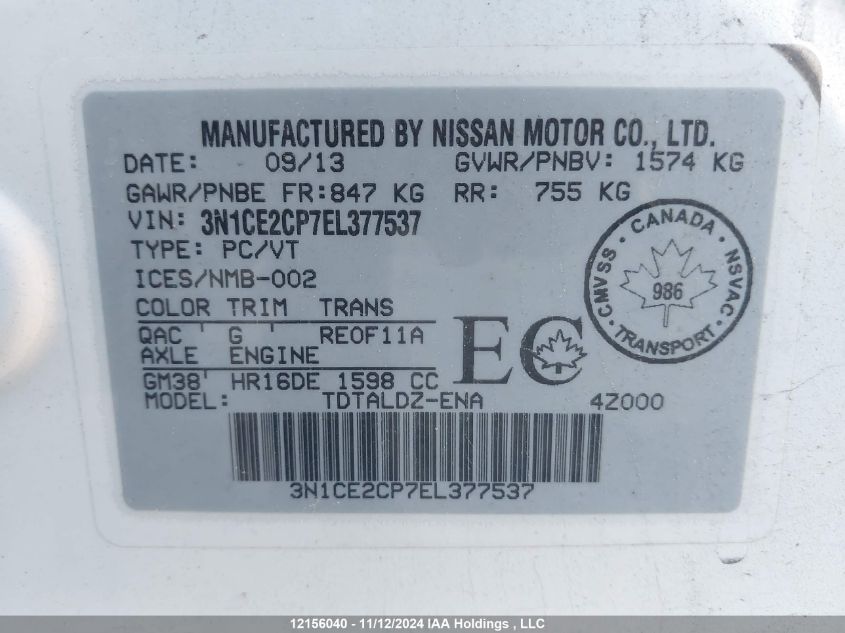 MANUFACTURED BY NISSAN MOTOR CO., LTD.
DATE: 09/13 GVWR/PNBV: 1574 KG
GAWR/PNBE FR:847 KG RR: 755 KG
VIN: 3N1CE2CP7EL377537
TYPE: PC/VT
ICES/NMB-002
COLOR TRIM TRANS
QAC ' G ' RE0F11A
AXLE ENGINE
GM38' HR16DE 1598 CC
MODEL: TDTALDZ-ENA 4Z000
3N1CE2CP7EL377537
EC
· CANADA ·
CMVSS NSVAC
986
· TRANSPORT ·
12156040 - 11/12/2024 IAA Holdings , LLC